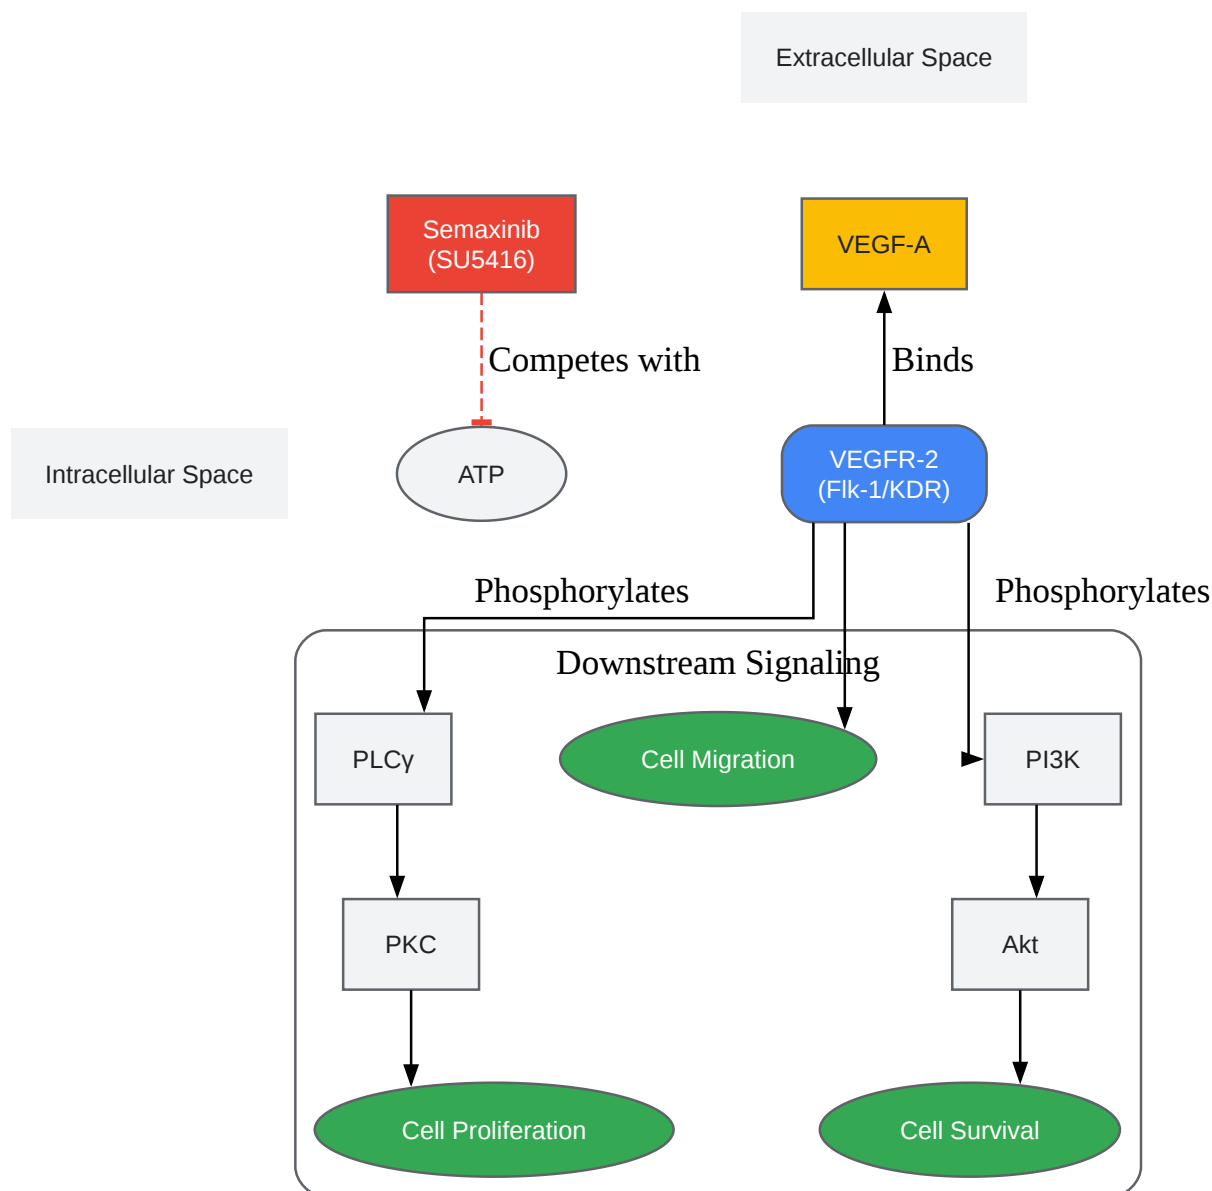 Extracellular Space
Semaxinib
(SU5416)
VEGF-A
Competes with
Binds
Intracellular Space
ATP
VEGFR-2
(Flk-1/KDR)
Phosphorylates
Phosphorylates
Downstream Signaling
PLCγ
Cell Migration
PI3K
PKC
Akt
Cell Proliferation
Cell Survival